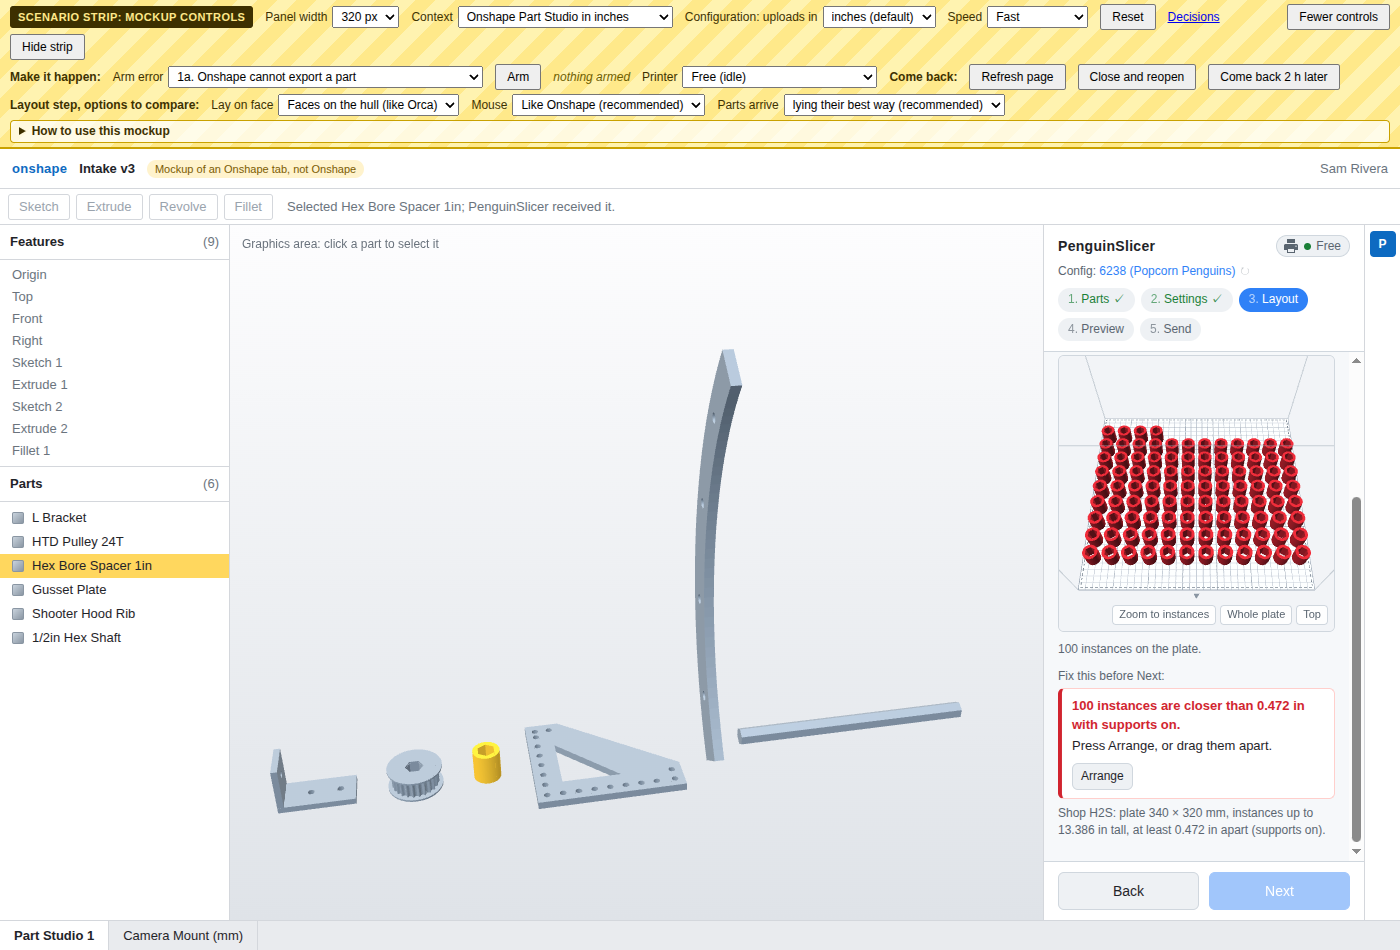 SCENARIO STRIP: MOCKUP CONTROLS Panel width 320 px Context Onshape Part Studio in inches Configuration: uploads in inches (default) Speed Fast Reset Decisions Fewer controls
Hide strip
Make it happen: Arm error 1a. Onshape cannot export a part Arm nothing armed Printer Free (idle) Come back: Refresh page Close and reopen Come back 2 h later
Layout step, options to compare: Lay on face Faces on the hull (like Orca) Mouse Like Onshape (recommended) Parts arrive lying their best way (recommended)
How to use this mockup
onshape Intake v3 Mockup of an Onshape tab, not Onshape Sam Rivera
Sketch Extrude Revolve Fillet Selected Hex Bore Spacer 1in; PenguinSlicer received it.
Features (9)
Origin
Top
Front
Right
Sketch 1
Extrude 1
Sketch 2
Extrude 2
Fillet 1
Parts (6)
L Bracket
HTD Pulley 24T
Hex Bore Spacer 1in
Gusset Plate
Shooter Hood Rib
1/2in Hex Shaft
Graphics area: click a part to select it
PenguinSlicer Free
Config: 6238 (Popcorn Penguins)
1. Parts ✓ 2. Settings ✓ 3. Layout
4. Preview 5. Send
Zoom to instances Whole plate Top
100 instances on the plate.
Fix this before Next:
100 instances are closer than 0.472 in
with supports on.
Press Arrange, or drag them apart.
Arrange
Shop H2S: plate 340 × 320 mm, instances up to
13.386 in tall, at least 0.472 in apart (supports on).
Back Next
P
Part Studio 1 Camera Mount (mm)